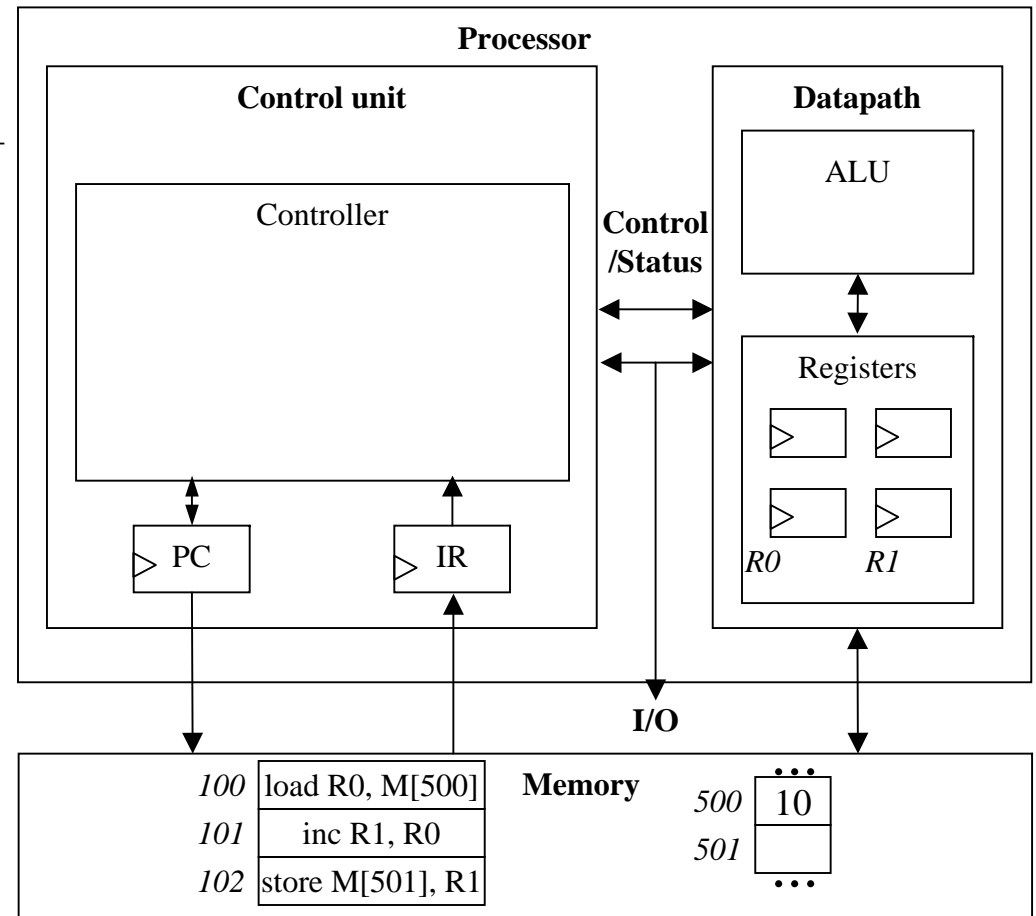 Processor
Control unit
Datapath
ALU
Controller
Control
/Status
Registers
PC
IR
R0
R1
I/O
Memory
100 load R0, M[500]
101 inc R1, R0
102 store M[501], R1
•••
500 10
501
•••